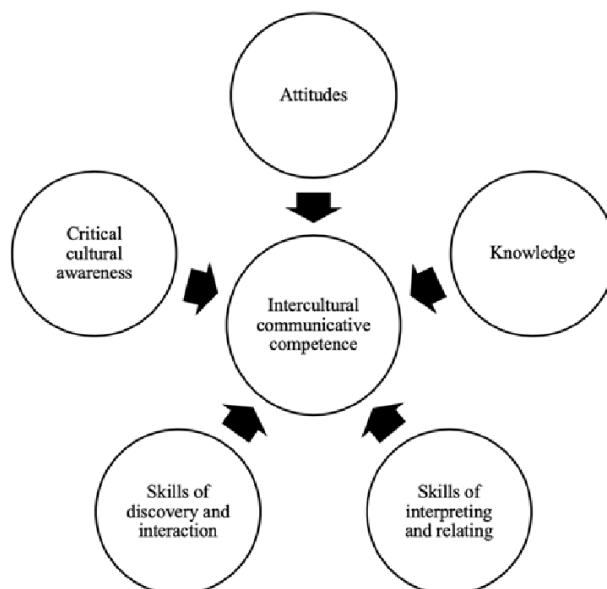 Attitudes
Critical
cultural
awareness
Knowledge
Intercultural
communicative
competence
Skills of
discovery and
interaction
Skills of
interpreting
and relating